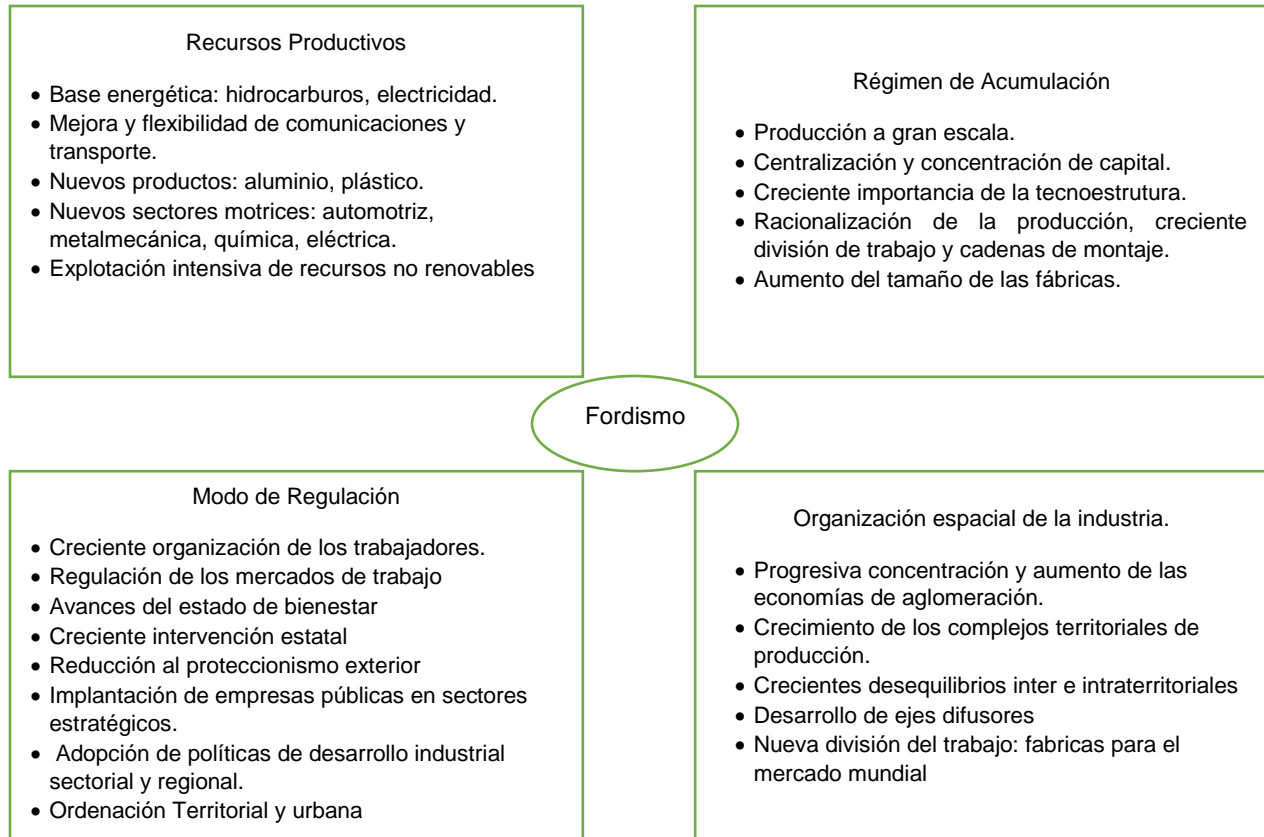 Recursos Productivos
• Base energética: hidrocarburos, electricidad.
• Mejora y flexibilidad de comunicaciones y
transporte.
• Nuevos productos: aluminio, plástico.
• Nuevos sectores motrices: automotriz,
metalmecánica, química, eléctrica.
• Explotación intensiva de recursos no renovables
Régimen de Acumulación
• Producción a gran escala.
• Centralización y concentración de capital.
• Creciente importancia de la tecnoestrutura.
• Racionalización de la producción, creciente
división de trabajo y cadenas de montaje.
• Aumento del tamaño de las fábricas.
Fordismo
Modo de Regulación
• Creciente organización de los trabajadores.
• Regulación de los mercados de trabajo
• Avances del estado de bienestar
• Creciente intervención estatal
• Reducción al proteccionismo exterior
• Implantación de empresas públicas en sectores
estratégicos.
• Adopción de políticas de desarrollo industrial
sectorial y regional.
• Ordenación Territorial y urbana
Organización espacial de la industria.
• Progresiva concentración y aumento de las
economías de aglomeración.
• Crecimiento de los complejos territoriales de
producción.
• Crecientes desequilibrios inter e intraterritoriales
• Desarrollo de ejes difusores
• Nueva división del trabajo: fabricas para el
mercado mundial